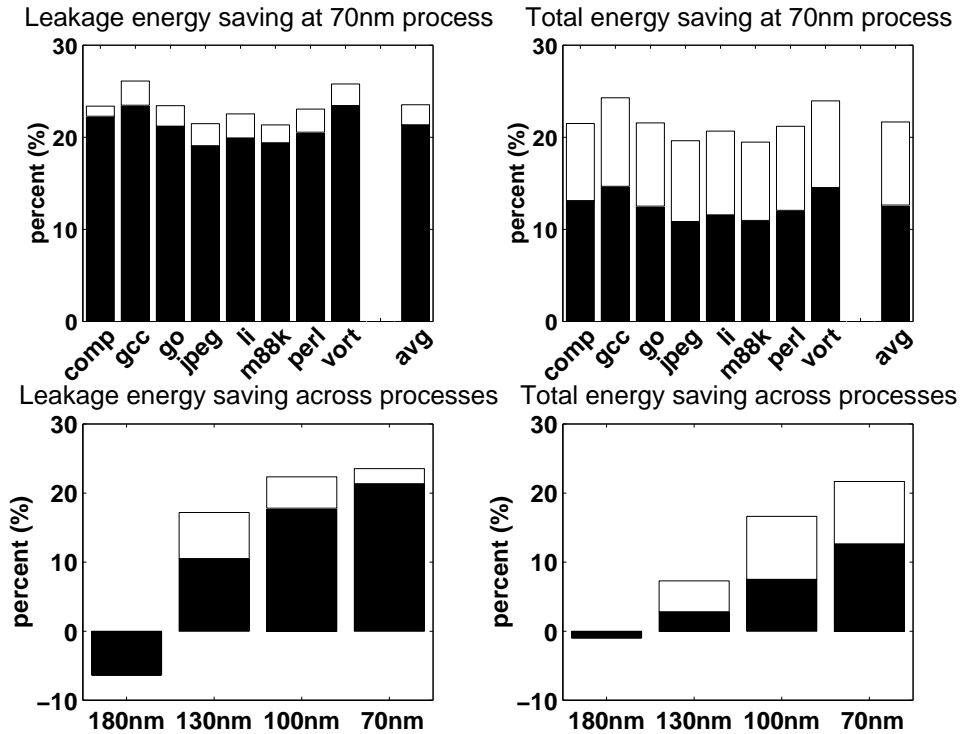 Leakage energy saving at 70nm process
30
20
10
0
percent (%)
comp
gcc
go
jpeg
li
m88k
perl
vort
avg
Total energy saving at 70nm process
30
20
10
0
percent (%)
comp
gcc
go
jpeg
li
m88k
perl
vort
avg
Leakage energy saving across processes
30
20
10
0
−10
percent (%)
180nm 130nm 100nm 70nm
Total energy saving across processes
30
20
10
0
−10
percent (%)
180nm 130nm 100nm 70nm